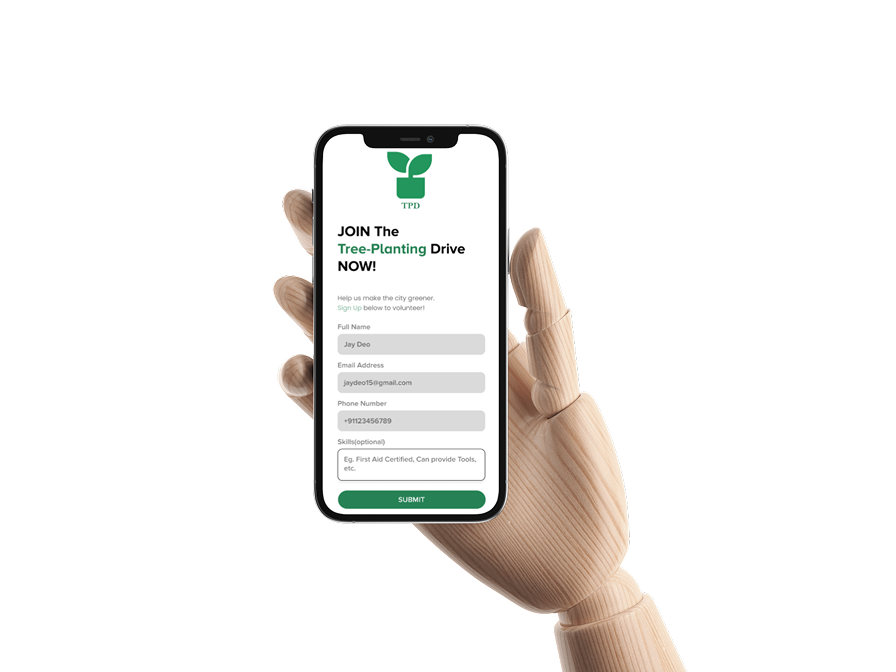 TPD
JOIN The
Tree-Planting Drive
NOW!
Help us make the city greener.
Sign Up below to volunteer!
Full Name
Jay Deo
Email Address
jaydeo15@gmail.com
Phone Number
+91123456789
Skills(optional)
Eg. First Aid Certified, Can provide Tools,
etc.
SUBMIT